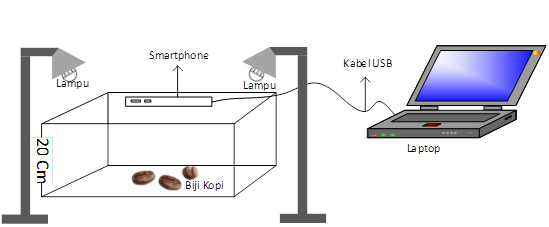 Smartphone
Lampu
Lampu
Kabel USB
20 Cm
Biji Kopi
Laptop